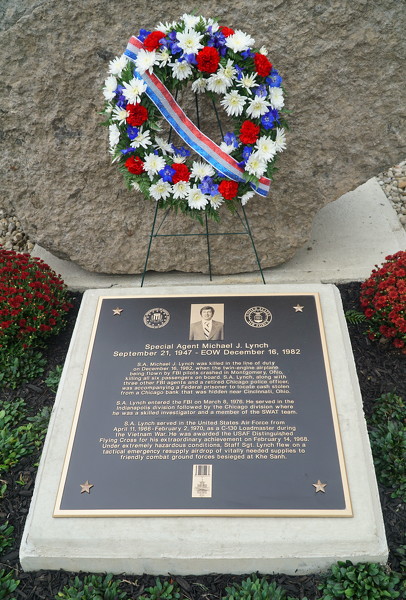 Special Agent Michael J. Lynch
September 21, 1947 - EOW December 16, 1982
S.A. Michael J. Lynch was killed in the line of duty
on December 16, 1982, when the twin-engine airplane
being flown by FBI pilots crashed in Montgomery, Ohio,
killing all six passengers on board. S.A. Lynch, along with
three other FBI agents and a retired Chicago police officer,
was accompanying a Federal prisoner to locate cash stolen
from a Chicago bank that was hidden near Cincinnati, Ohio.
S.A. Lynch entered the FBI on March 6, 1978. He served in the
Indianapolis division followed by the Chicago division where
he was a skilled investigator and a member of the SWAT team.
S.A. Lynch served in the United States Air Force from
April 11, 1966 - February 2, 1970, as a C-130 Loadmaster during
the Vietnam War. He was awarded the USAF Distinguished
Flying Cross for his extraordinary achievement on February 14, 1968.
Under extremely hazardous conditions, Staff Sgt. Lynch flew on a
tactical emergency resupply airdrop of vitally needed supplies to
friendly combat ground forces besieged at Khe Sanh.